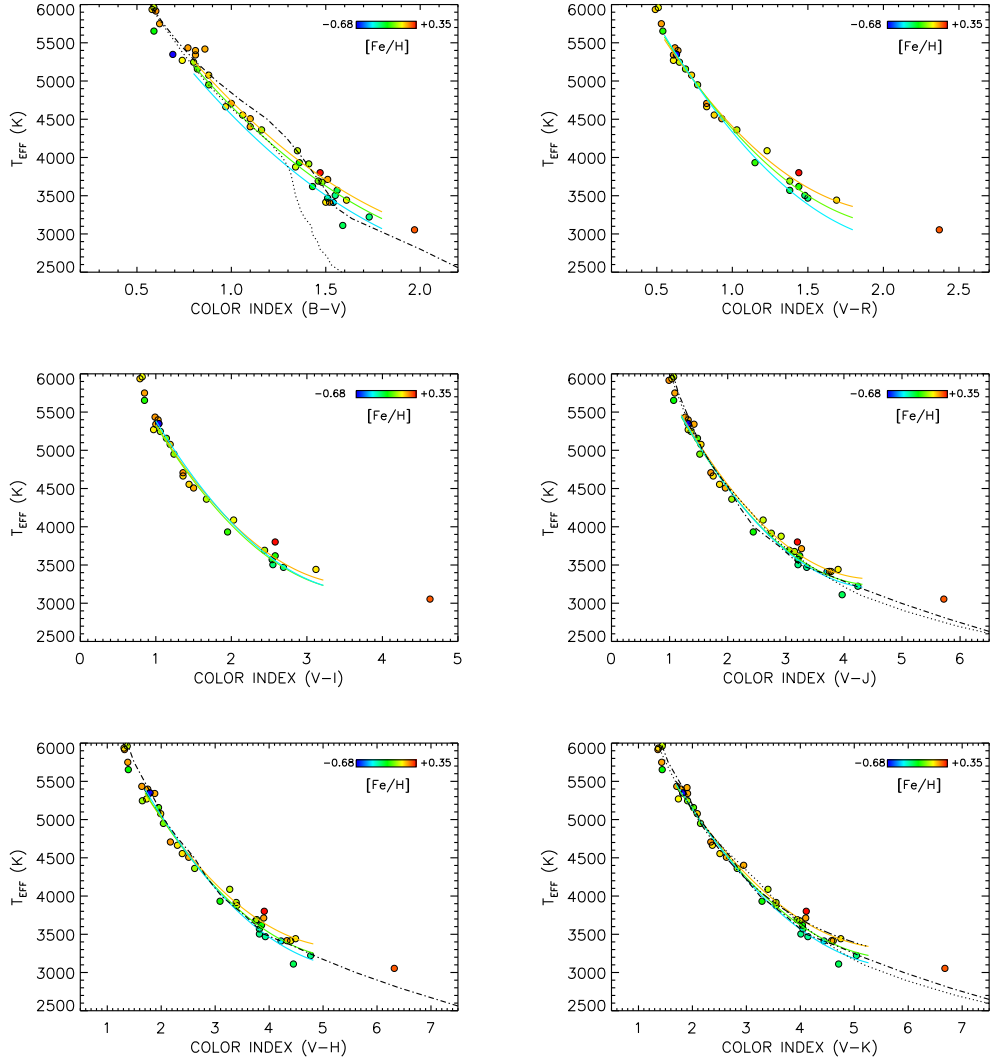 6000
5500
5000
4500
4000
3500
3000
2500
T_EFF (K)
0.5 1.0 1.5 2.0
COLOR INDEX (B−V)
−0.68 +0.35
[Fe/H]
6000
5500
5000
4500
4000
3500
3000
2500
T_EFF (K)
0.5 1.0 1.5 2.0 2.5
COLOR INDEX (V−R)
−0.68 +0.35
[Fe/H]
6000
5500
5000
4500
4000
3500
3000
2500
T_EFF (K)
0 1 2 3 4 5
COLOR INDEX (V−I)
−0.68 +0.35
[Fe/H]
6000
5500
5000
4500
4000
3500
3000
2500
T_EFF (K)
0 1 2 3 4 5 6
COLOR INDEX (V−J)
−0.68 +0.35
[Fe/H]
6000
5500
5000
4500
4000
3500
3000
2500
T_EFF (K)
1 2 3 4 5 6 7
COLOR INDEX (V−H)
−0.68 +0.35
[Fe/H]
6000
5500
5000
4500
4000
3500
3000
2500
T_EFF (K)
1 2 3 4 5 6 7
COLOR INDEX (V−K)
−0.68 +0.35
[Fe/H]